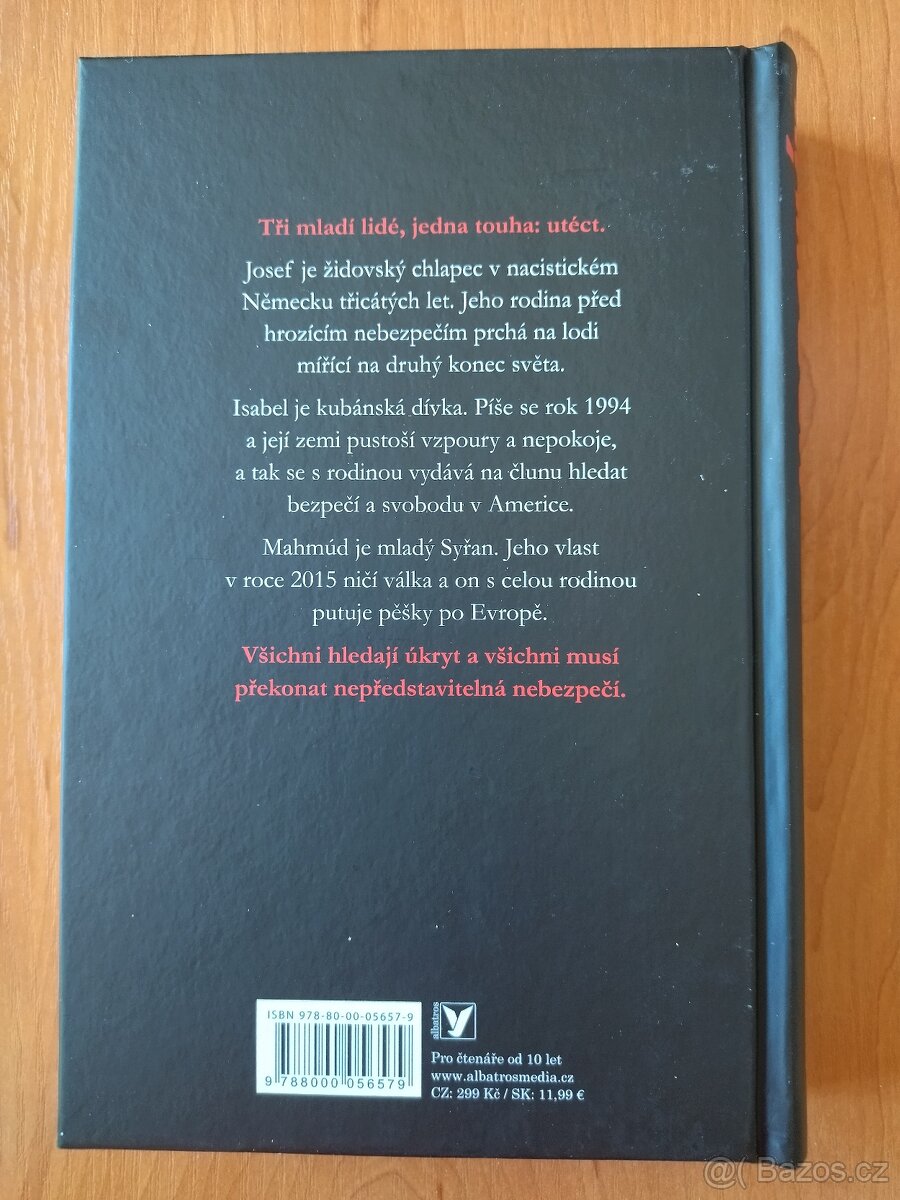 Tři mladí lidé, jedna touha: utéct.
Josef je židovský chlapec v nacistickém
Německu třicátých let. Jeho rodina před
hrozícím nebezpečím prchá na lodi
mířící na druhý konec světa.
Isabel je kubánská dívka. Píše se rok 1994
a její zemi pustoší vzpoury a nepokoje,
a tak se s rodinou vydává na člunu hledat
bezpečí a svobodu v Americe.
Mahmúd je mladý Syřan. Jeho vlast
v roce 2015 ničí válka a on s celou rodinou
putuje pěšky po Evropě.
Všichni hledají úkryt a všichni musí
překonat nepředstavitelná nebezpečí.
ISBN 978-80-00-05657-9
9 788000 056579
albatros
Pro čtenáře od 10 let
www.albatrosmedia.cz
CZ: 299 Kč / SK: 11,99 €
@( Bazos.cz